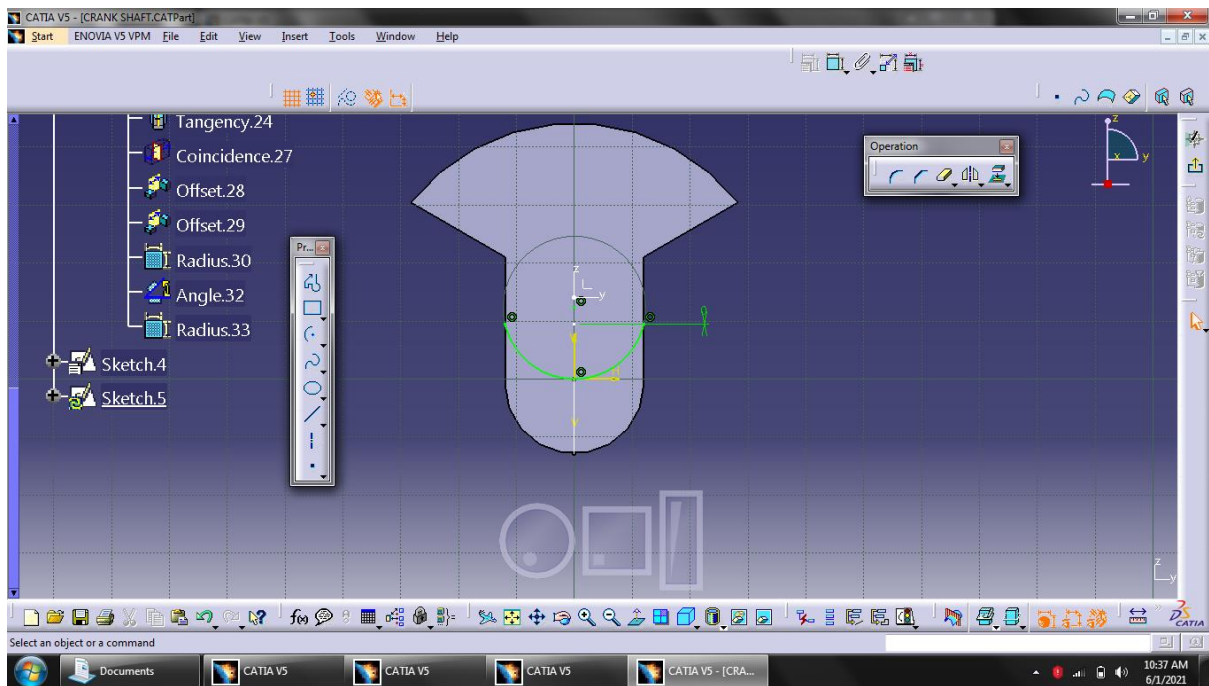 CATIA V5 - [CRANK SHAFT.CATPart]
Start ENOVIA V5 VPM File Edit View Insert Tools Window Help
Tangency.24
Coincidence.27
Offset.28
Offset.29
Radius.30
Angle.32
Radius.33
Sketch.4
Sketch.5
Pr...
Operation
z
x
y
z
y
L
z
y
f(x)
CATIA
Select an object or a command
Documents
CATIA V5
CATIA V5
CATIA V5
CATIA V5 - [CRA...
10:37 AM
6/1/2021